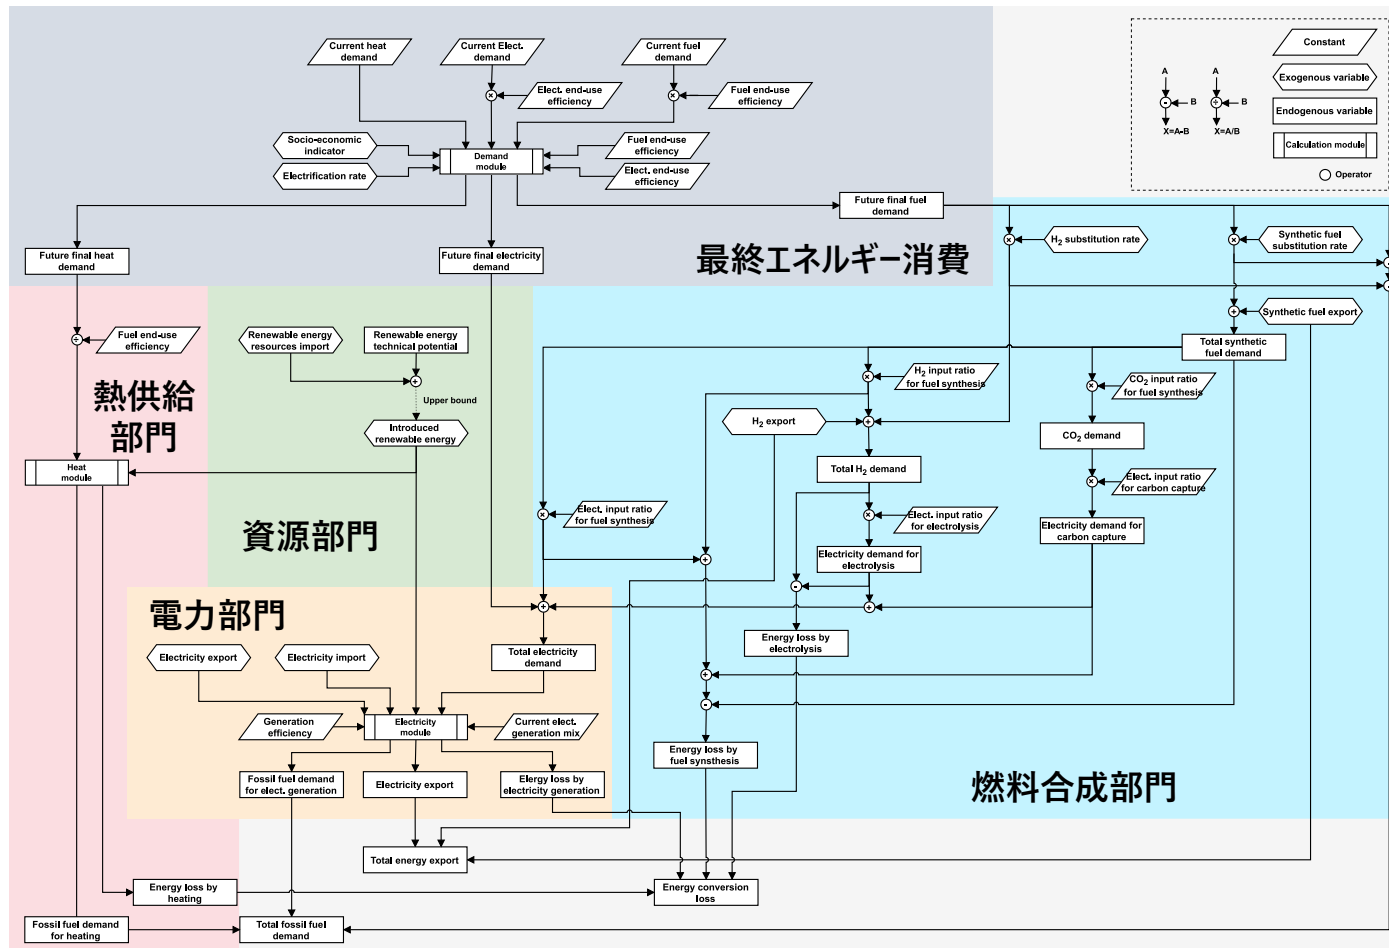 Current heat
demand
Current Elect.
demand
Current fuel
demand
Elect. end-use
efficiency
Fuel end-use
efficiency
Socio-economic
indicator
Electrification rate
Demand
module
Fuel end-use
efficiency
Elect. end-use
efficiency
A
B
X=A-B
A
B
X=A/B
Constant
Exogenous variable
Endogenous variable
Calculation module
Operator
Future final fuel
demand
Future final heat
demand
Future final electricity
demand
最終エネルギー消費
H2 substitution rate
Synthetic fuel
substitution rate
Synthetic fuel export
Total synthetic
fuel demand
Fuel end-use
efficiency
熱供給
部門
Heat
module
Renewable energy
resources import
Renewable energy
technical potential
Upper bound
Introduced
renewable energy
資源部門
H2 input ratio
for fuel synthesis
CO2 input ratio
for fuel synthesis
H2 export
CO2 demand
Total H2 demand
Elect. input ratio
for carbon capture
Elect. input ratio
for fuel synthesis
Elect. input ratio
for electrolysis
Electricity demand for
carbon capture
Electricity demand for
electrolysis
電力部門
Energy loss by
electrolysis
Total electricity
demand
Electricity export
Electricity import
Generation
efficiency
Electricity
module
Current elect.
generation mix
Energy loss by
fuel synsthesis
Fossil fuel demand
for elect. generation
Electricity export
Elergy loss by
electricity generation
燃料合成部門
Total energy export
Energy loss by
heating
Energy conversion
loss
Fossil fuel demand
for heating
Total fossil fuel
demand